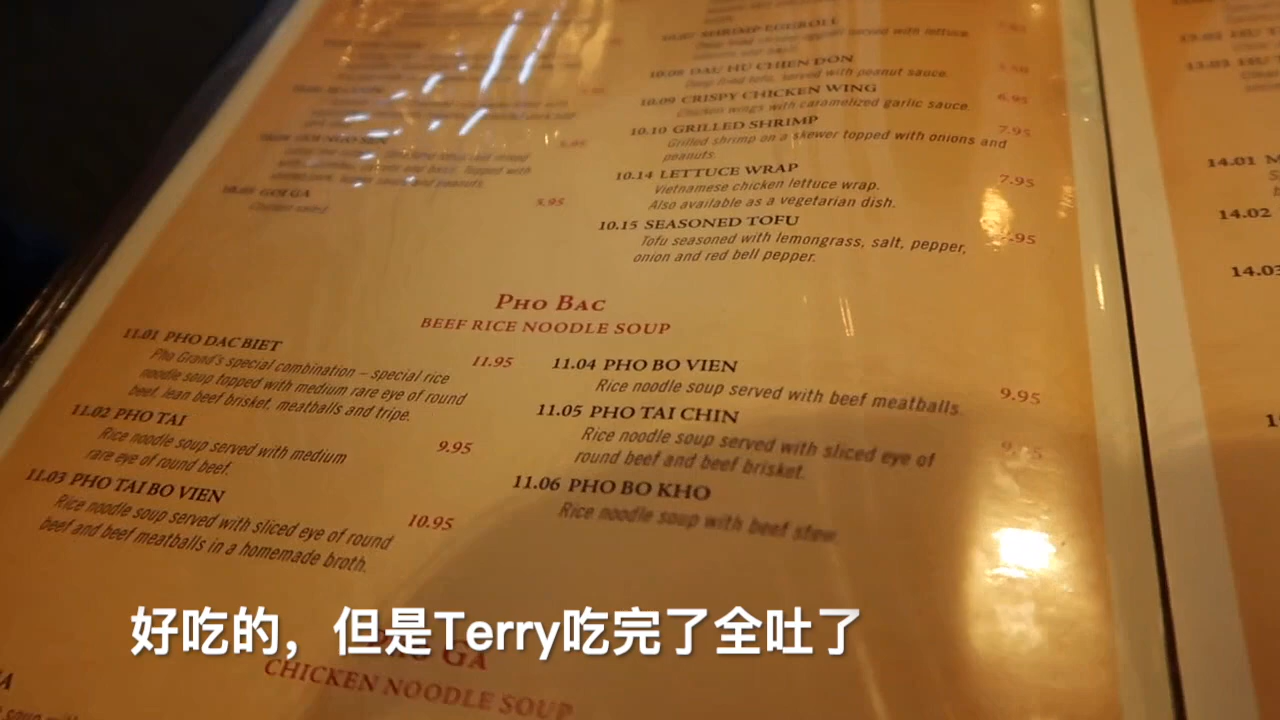 SHRIMP EGGROLL
served with lettuce.
10.08 DAU HU CHIEN DON
Deep fried tofu, served with peanut sauce.
10.09 CRISPY CHICKEN WING
6.95
Chicken wings with caramelized garlic sauce.
10.10 GRILLED SHRIMP
7.95
Grilled shrimp on a skewer topped with onions and
peanuts.
10.14 LETTUCE WRAP
7.95
Vietnamese chicken lettuce wrap.
Also available as a vegetarian dish.
10.15 SEASONED TOFU
Tofu seasoned with lemongrass, salt, pepper,
onion and red bell pepper.
GOI GA
5.95
PHO BAC
BEEF RICE NOODLE SOUP
11.01 PHO DAC BIET
11.95
Pho Grand's special combination – special rice
noodle soup topped with medium rare eye of round
beef, lean beef brisket, meatballs and tripe.
11.02 PHO TAI
9.95
Rice noodle soup served with medium
rare eye of round beef.
11.03 PHO TAI BO VIEN
10.95
Rice noodle soup served with sliced eye of round
beef and beef meatballs in a homemade broth.
11.04 PHO BO VIEN
9.95
Rice noodle soup served with beef meatballs.
11.05 PHO TAI CHIN
Rice noodle soup served with sliced eye of
round beef and beef brisket.
11.06 PHO BO KHO
Rice noodle soup with beef stew.
PHO GA
CHICKEN NOODLE SOUP
14.01
14.02
14.03
好吃的，但是Terry吃完了全吐了